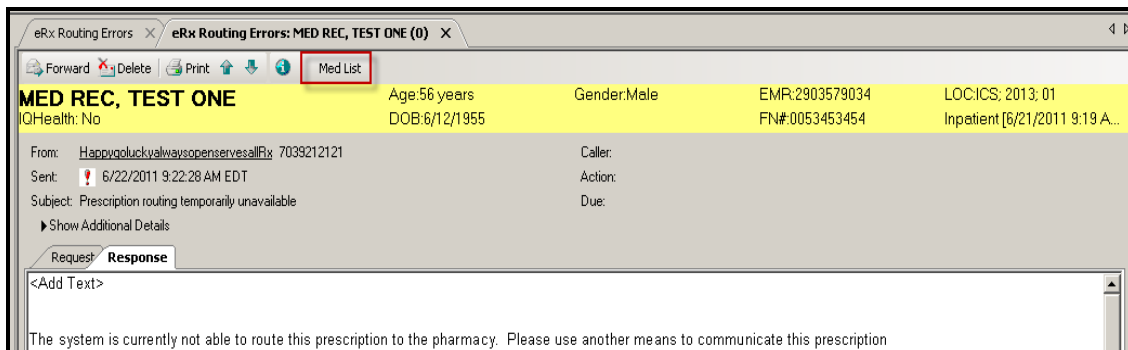 eRx Routing Errors eRx Routing Errors: MED REC, TEST ONE (0)
Forward Delete Print Med List
MED REC, TEST ONE Age:56 years Gender:Male EMR:2903579034 LOC:ICS; 2013; 01
IQHealth: No DOB:6/12/1955 FN#:0053453454 Inpatient [6/21/2011 9:19 A...
From: HappygoluckyalwaysopenservesallRx 7039212121 Caller:
Sent: 6/22/2011 9:22:28 AM EDT Action:
Subject: Prescription routing temporarily unavailable Due:
Show Additional Details
Request Response
<Add Text>
The system is currently not able to route this prescription to the pharmacy. Please use another means to communicate this prescription